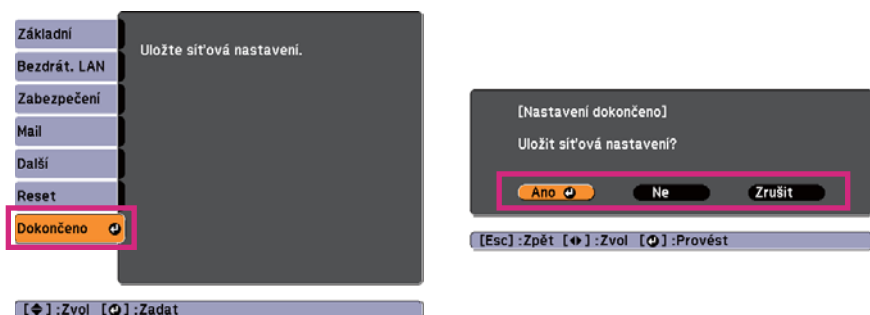 Základní
Bezdrát. LAN
Zabezpečení
Mail
Další
Reset
Dokončeno
Uložte síťová nastavení.
[◆]:Zvol [↵]:Zadat
[Nastavení dokončeno]
Uložit síťová nastavení?
Ano Ne Zrušit
[Esc]:Zpět [◀▶]:Zvol [↵]:Provést